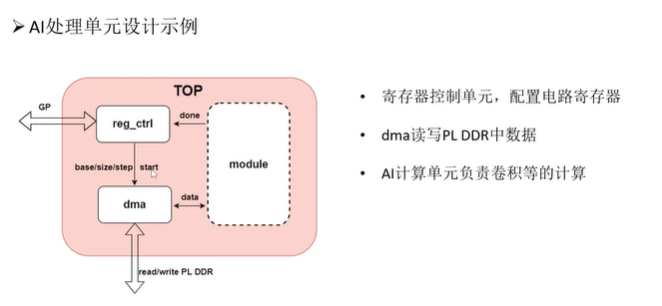 AI处理单元设计示例
TOP
GP
reg_ctrl
done
module
base/size/step
start
dma
data
read/write PL DDR
寄存器控制单元，配置电路寄存器
dma读写PL DDR中数据
AI计算单元负责卷积等的计算